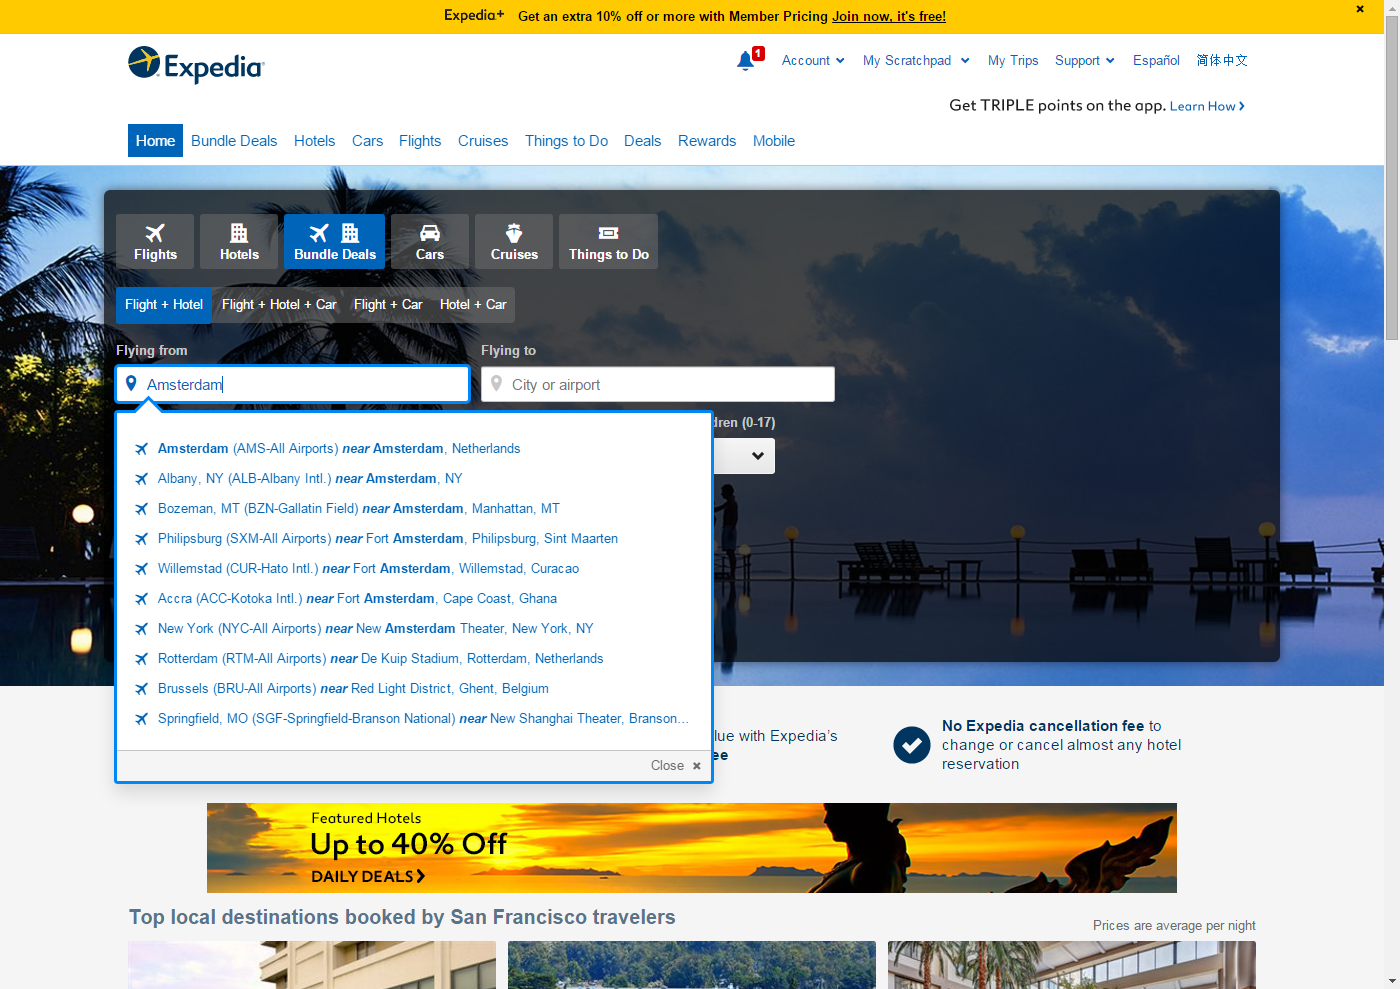 Expedia+ Get an extra 10% off or more with Member Pricing Join now, it's free!
Expedia
1
Account My Scratchpad My Trips Support Español 简体中文
Get TRIPLE points on the app. Learn How
Home Bundle Deals Hotels Cars Flights Cruises Things to Do Deals Rewards Mobile
Flights Hotels Bundle Deals Cars Cruises Things to Do
Flight + Hotel Flight + Hotel + Car Flight + Car Hotel + Car
Flying from Flying to
Amsterdam City or airport
dren (0-17)
Amsterdam (AMS-All Airports) near Amsterdam, Netherlands
Albany, NY (ALB-Albany Intl.) near Amsterdam, NY
Bozeman, MT (BZN-Gallatin Field) near Amsterdam, Manhattan, MT
Philipsburg (SXM-All Airports) near Fort Amsterdam, Philipsburg, Sint Maarten
Willemstad (CUR-Hato Intl.) near Fort Amsterdam, Willemstad, Curacao
Accra (ACC-Kotoka Intl.) near Fort Amsterdam, Cape Coast, Ghana
New York (NYC-All Airports) near New Amsterdam Theater, New York, NY
Rotterdam (RTM-All Airports) near De Kuip Stadium, Rotterdam, Netherlands
Brussels (BRU-All Airports) near Red Light District, Ghent, Belgium
Springfield, MO (SGF-Springfield-Branson National) near New Shanghai Theater, Branson...
Close
lue with Expedia's
ee
No Expedia cancellation fee to
change or cancel almost any hotel
reservation
Featured Hotels
Up to 40% Off
DAILY DEALS
Top local destinations booked by San Francisco travelers
Prices are average per night